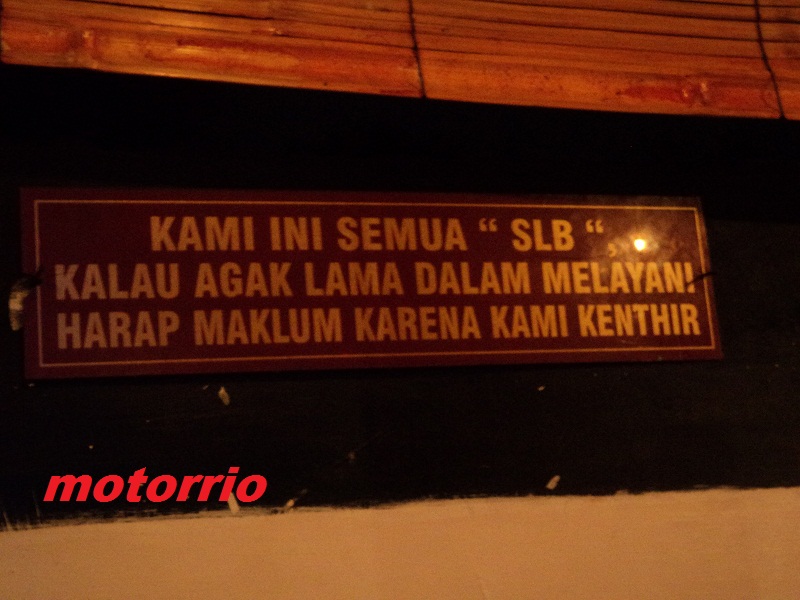 KAMI INI SEMUA “ SLB “,
KALAU AGAK LAMA DALAM MELAYANI
HARAP MAKLUM KARENA KAMI KENTHIR
motorrio